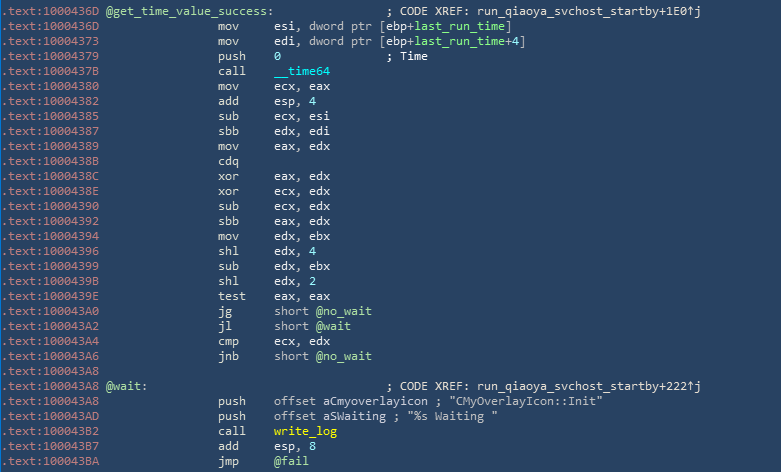 .text:1000436D @get_time_value_success: ; CODE XREF: run_qiaoya_svchost_startby+1E0↑j
.text:1000436D mov esi, dword ptr [ebp+last_run_time]
.text:10004373 mov edi, dword ptr [ebp+last_run_time+4]
.text:10004379 push 0 ; Time
.text:1000437B call __time64
.text:10004380 mov ecx, eax
.text:10004382 add esp, 4
.text:10004385 sub ecx, esi
.text:10004387 sbb edx, edi
.text:10004389 mov eax, edx
.text:1000438B cdq
.text:1000438C xor eax, edx
.text:1000438E xor ecx, edx
.text:10004390 sub ecx, edx
.text:10004392 sbb eax, edx
.text:10004394 mov edx, ebx
.text:10004396 shl edx, 4
.text:10004399 sub edx, ebx
.text:1000439B shl edx, 2
.text:1000439E test eax, eax
.text:100043A0 jg short @no_wait
.text:100043A2 jl short @wait
.text:100043A4 cmp ecx, edx
.text:100043A6 jnb short @no_wait
.text:100043A8
.text:100043A8 @wait: ; CODE XREF: run_qiaoya_svchost_startby+222↑j
.text:100043A8 push offset aCmyoverlayicon ; "CMyOverlayIcon::Init"
.text:100043AD push offset aSWaiting ; "%s Waiting "
.text:100043B2 call write_log
.text:100043B7 add esp, 8
.text:100043BA jmp @fail